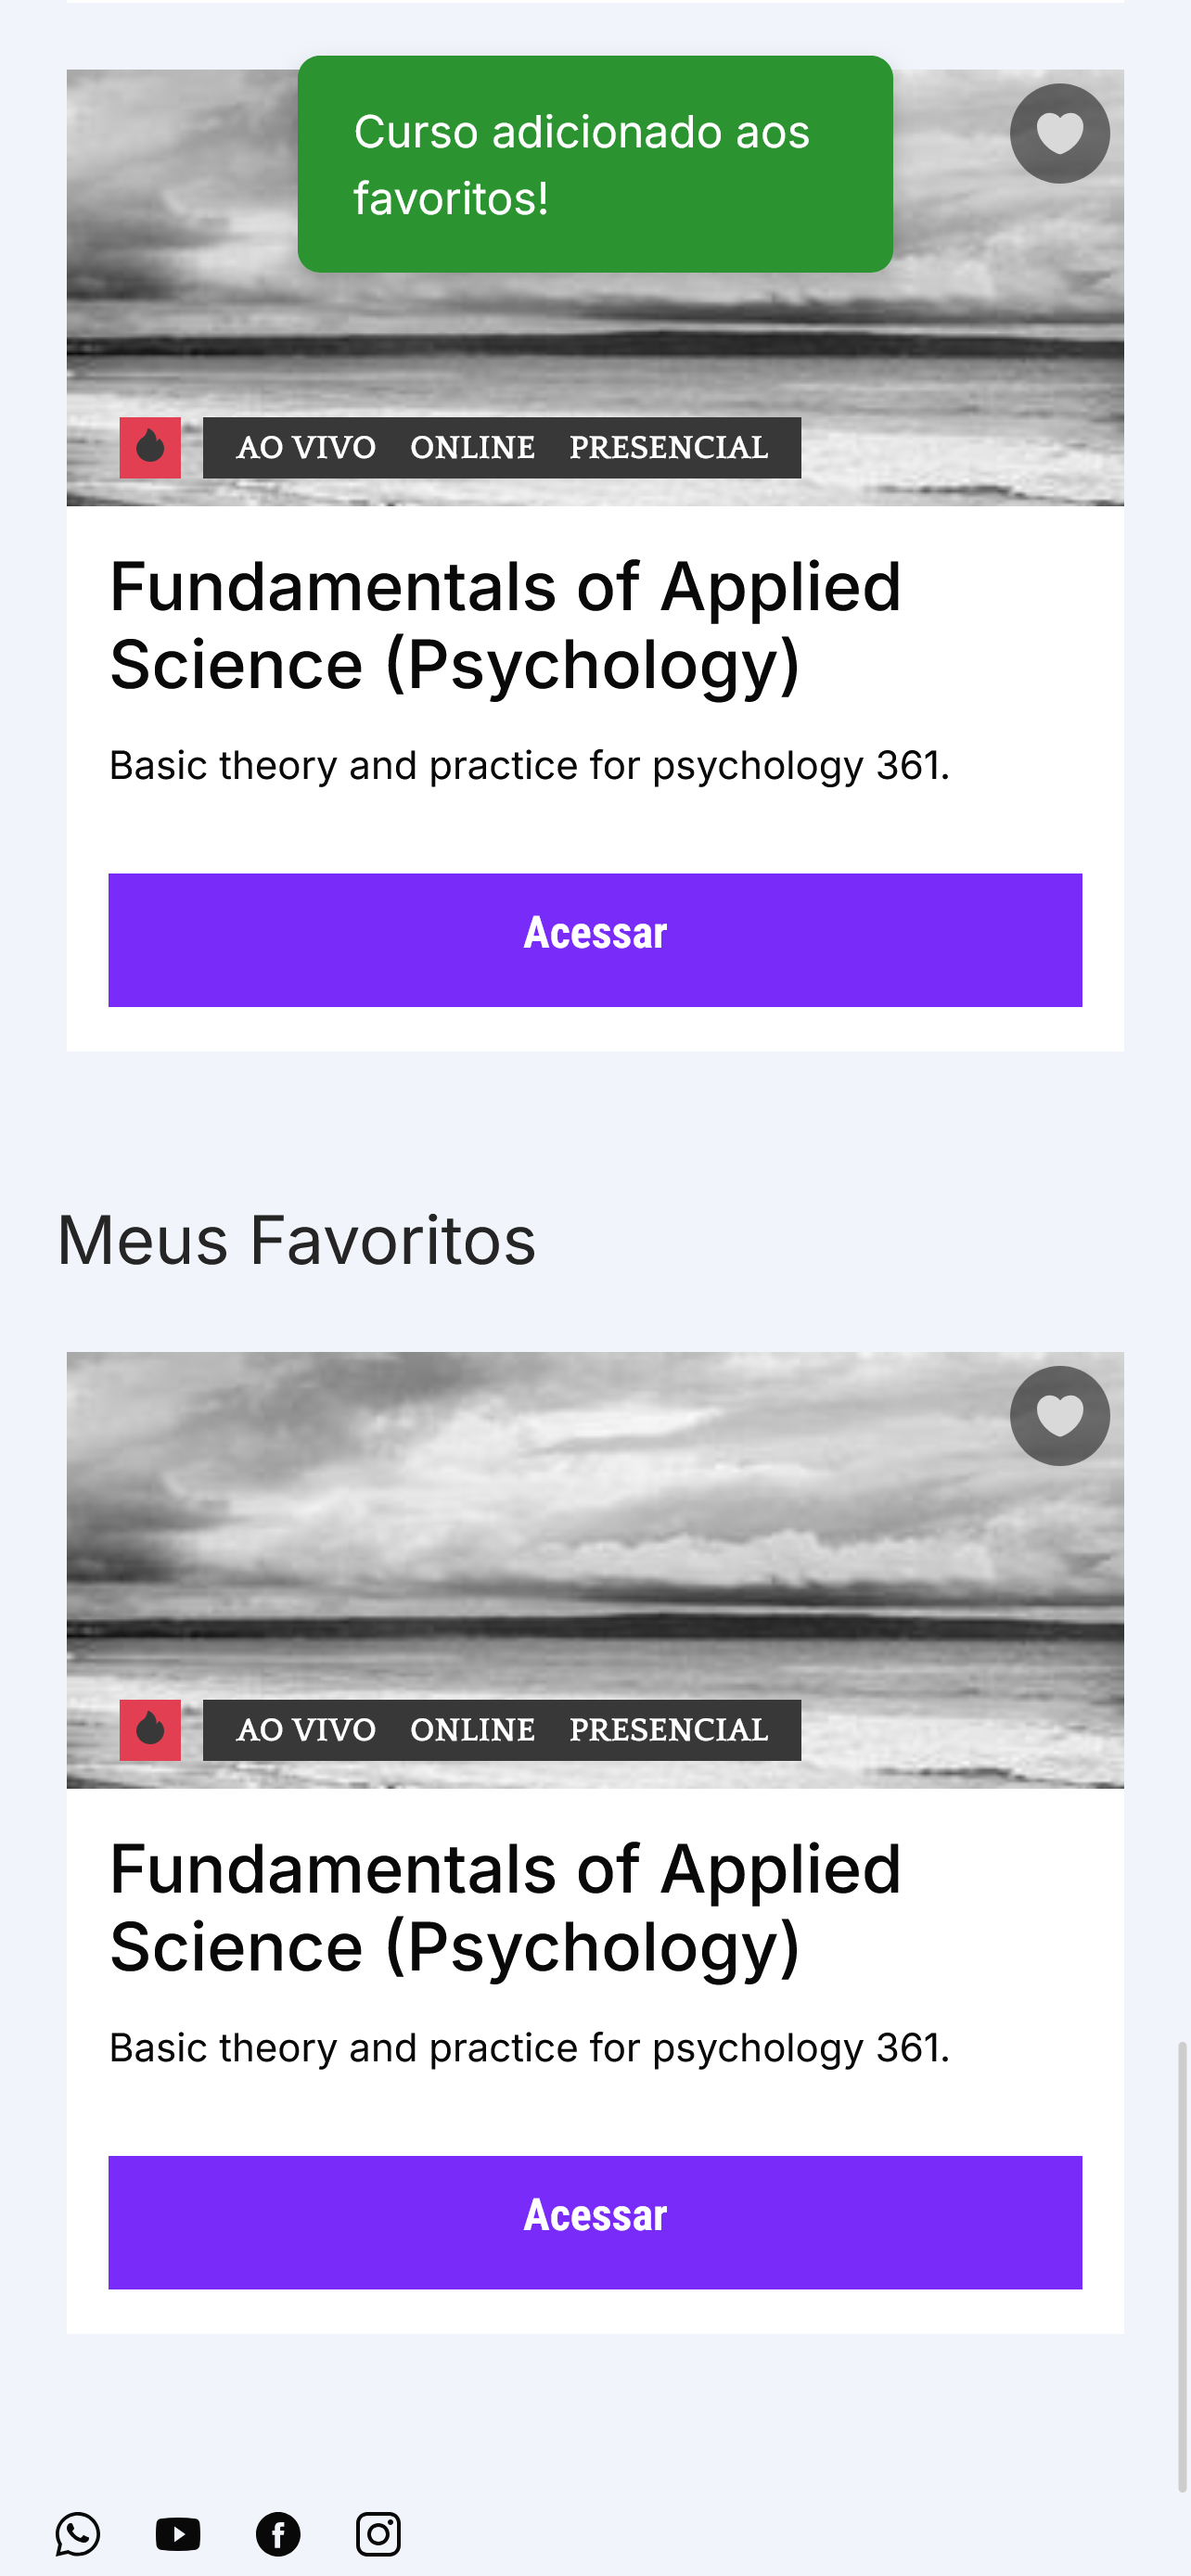 Curso adicionado aos
favoritos!
AO VIVO ONLINE PRESENCIAL
Fundamentals of Applied
Science (Psychology)
Basic theory and practice for psychology 361.
Acessar
Meus Favoritos
AO VIVO ONLINE PRESENCIAL
Fundamentals of Applied
Science (Psychology)
Basic theory and practice for psychology 361.
Acessar